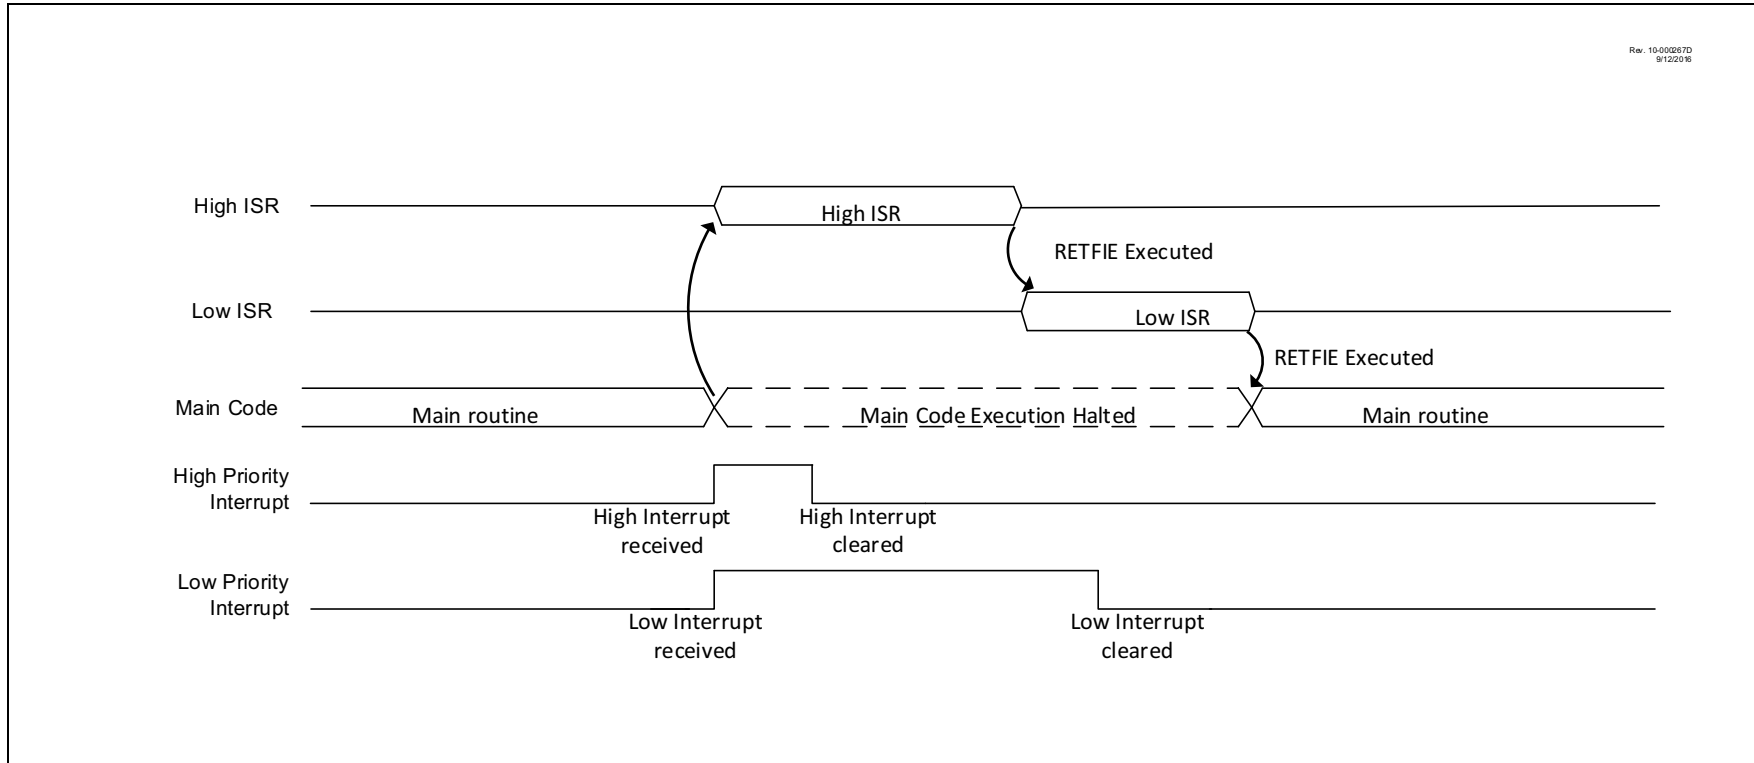 Rev. 10-000267D
9/12/2016
High ISR
High ISR
RETFIE Executed
Low ISR
Low ISR
RETFIE Executed
Main Code
Main routine
Main Code Execution Halted
Main routine
High Priority
Interrupt
High Interrupt
received
High Interrupt
cleared
Low Priority
Interrupt
Low Interrupt
received
Low Interrupt
cleared